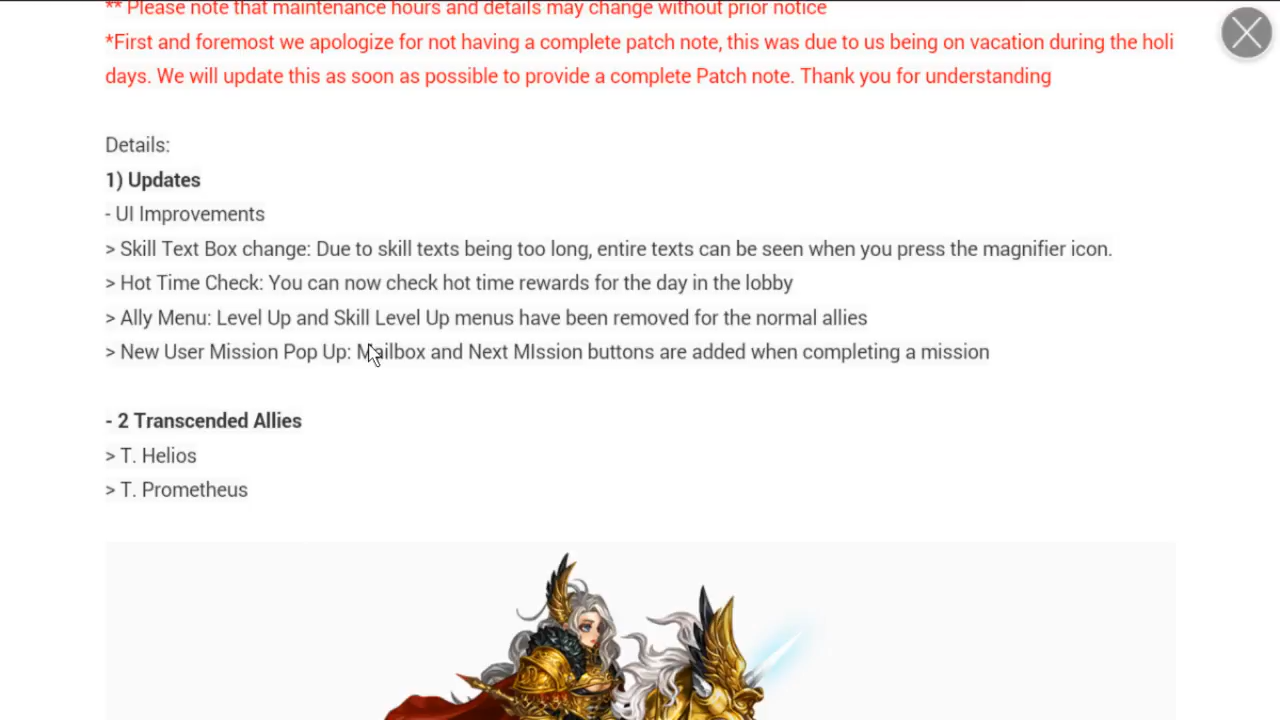 ** Please note that maintenance hours and details may change without prior notice
*First and foremost we apologize for not having a complete patch note, this was due to us being on vacation during the holi
days. We will update this as soon as possible to provide a complete Patch note. Thank you for understanding
Details:
1) Updates
- UI Improvements
> Skill Text Box change: Due to skill texts being too long, entire texts can be seen when you press the magnifier icon.
> Hot Time Check: You can now check hot time rewards for the day in the lobby
> Ally Menu: Level Up and Skill Level Up menus have been removed for the normal allies
> New User Mission Pop Up: Mailbox and Next MIssion buttons are added when completing a mission
- 2 Transcended Allies
> T. Helios
> T. Prometheus